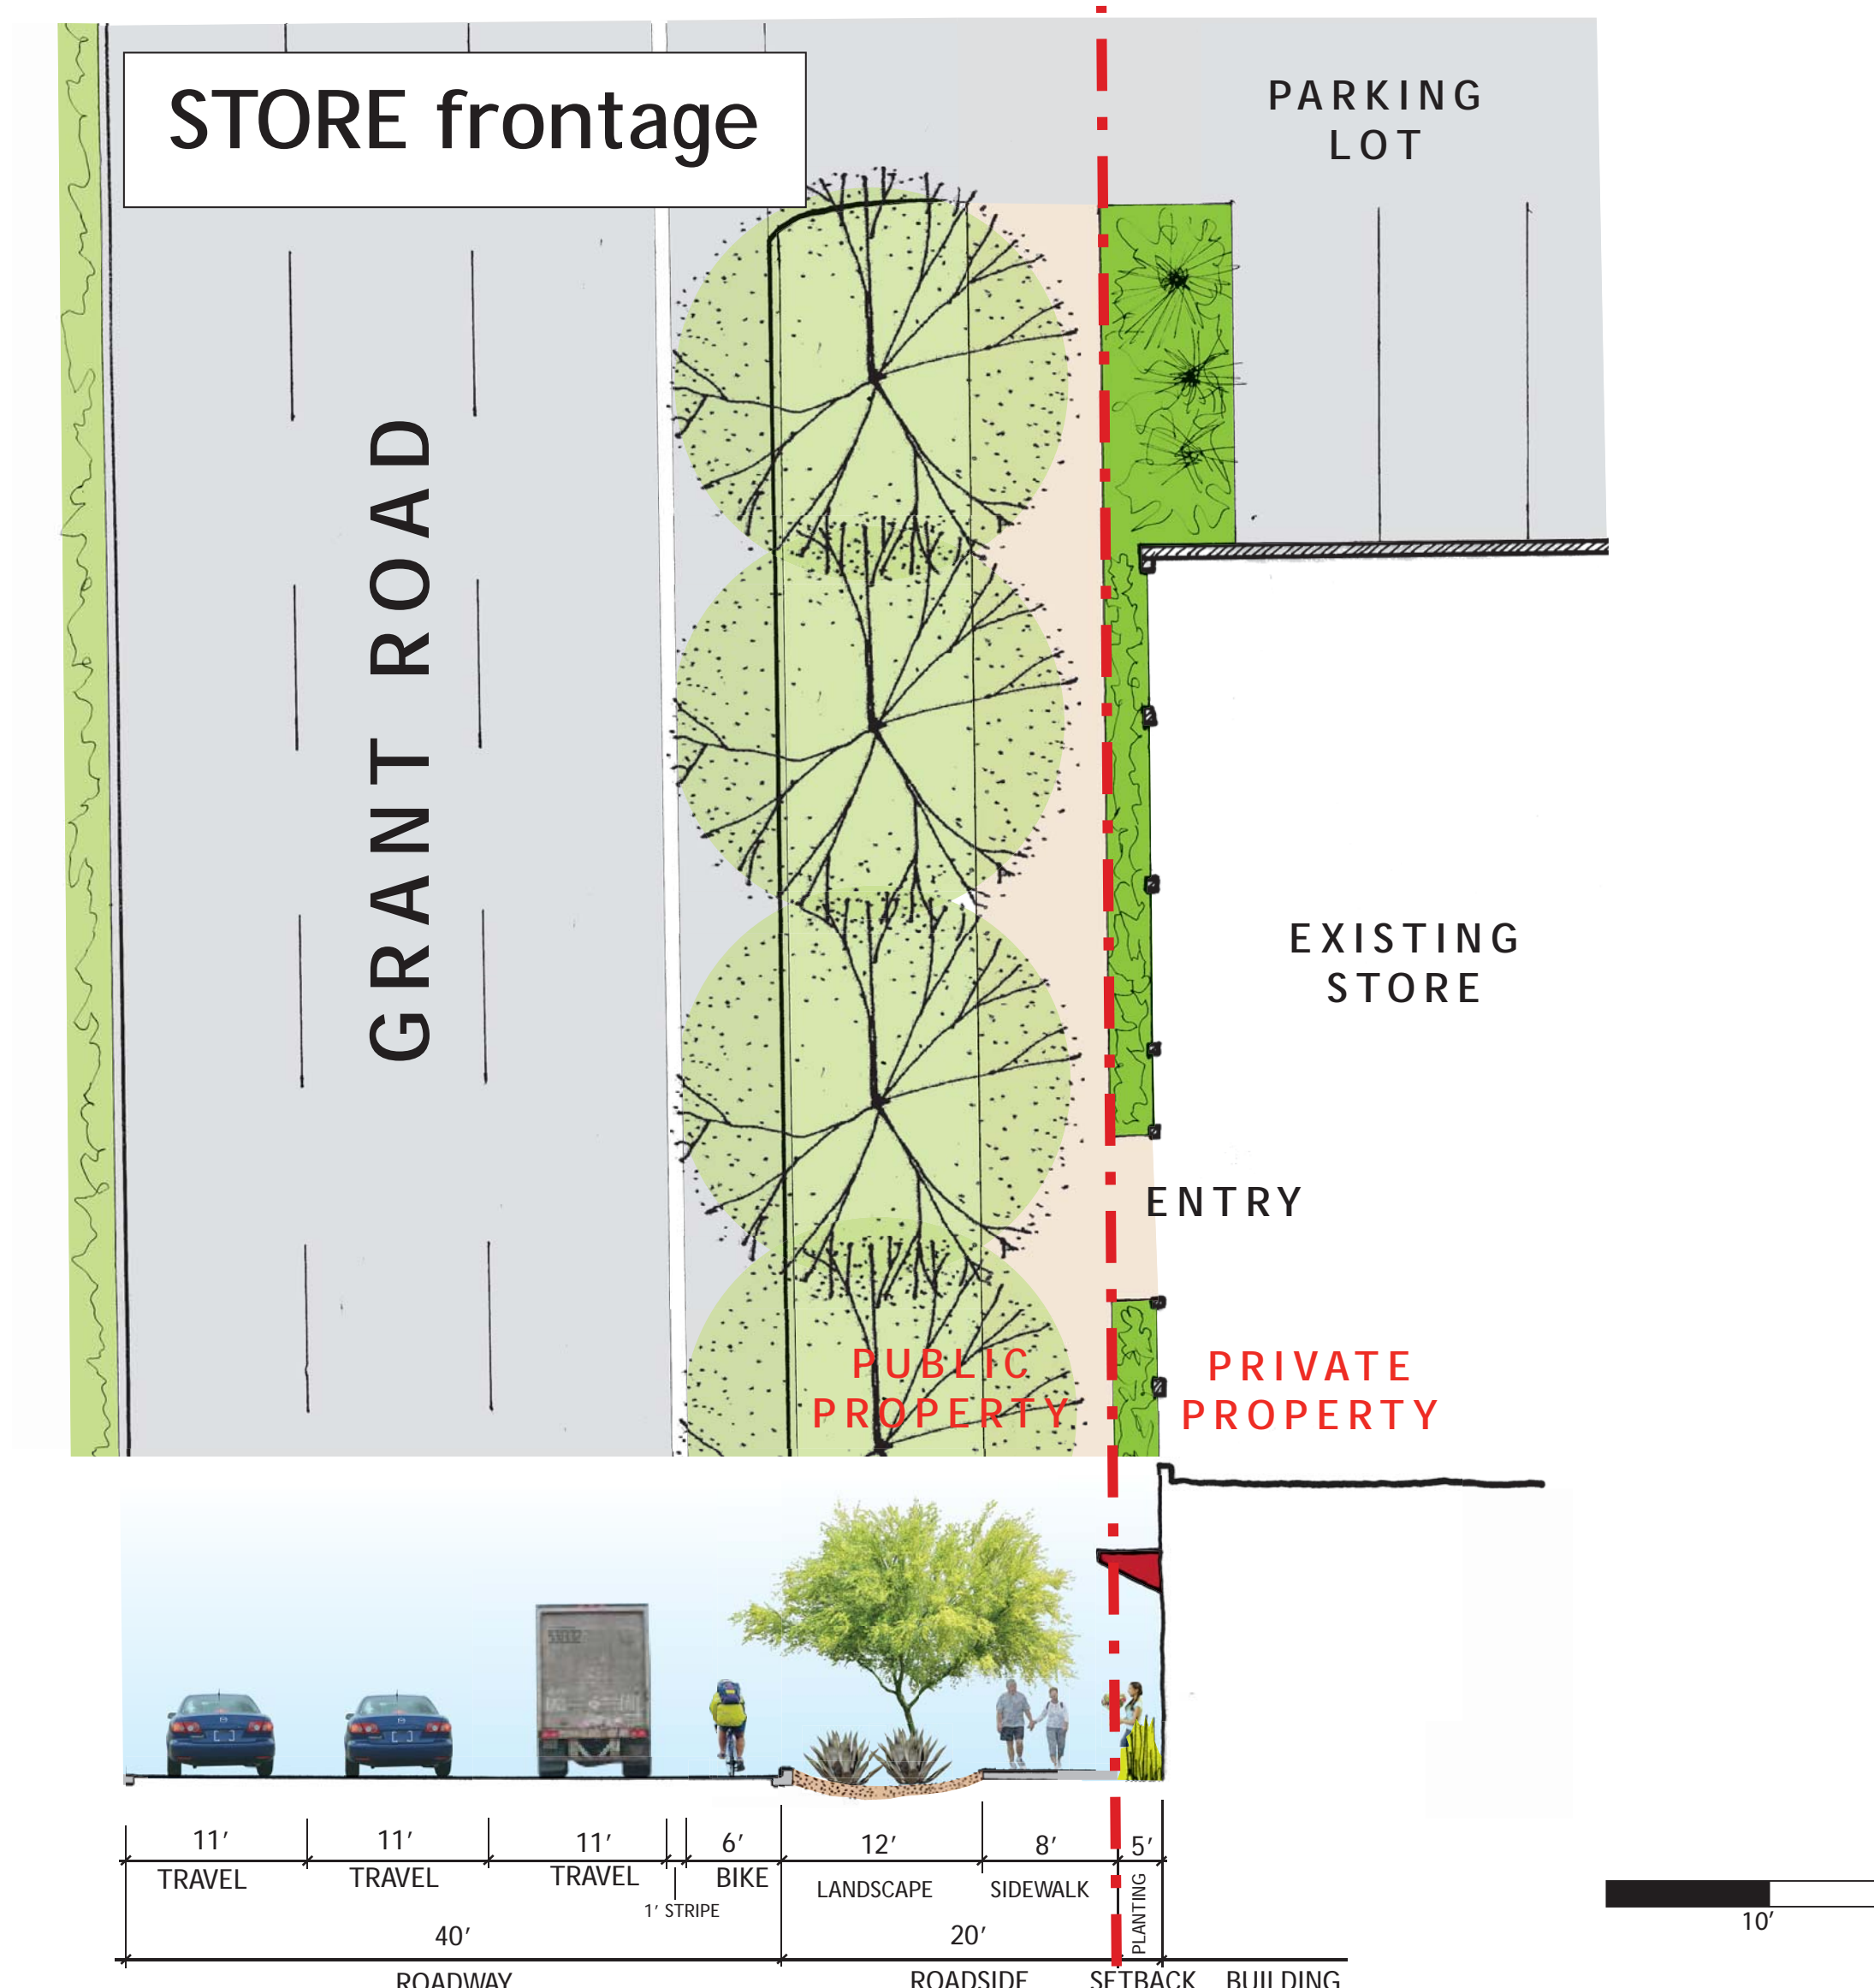 STORE frontage
PARKING
LOT
GRANT ROAD
EXISTING
STORE
ENTRY
PUBLIC
PROPERTY
PRIVATE
PROPERTY
11′
11′
11′
6′
12′
8′
5′
TRAVEL
TRAVEL
TRAVEL
BIKE
LANDSCAPE
SIDEWALK
PLANTING
1′ STRIPE
40′
20′
10′
ROADWAY
ROADSIDE
SETBACK
BUILDING